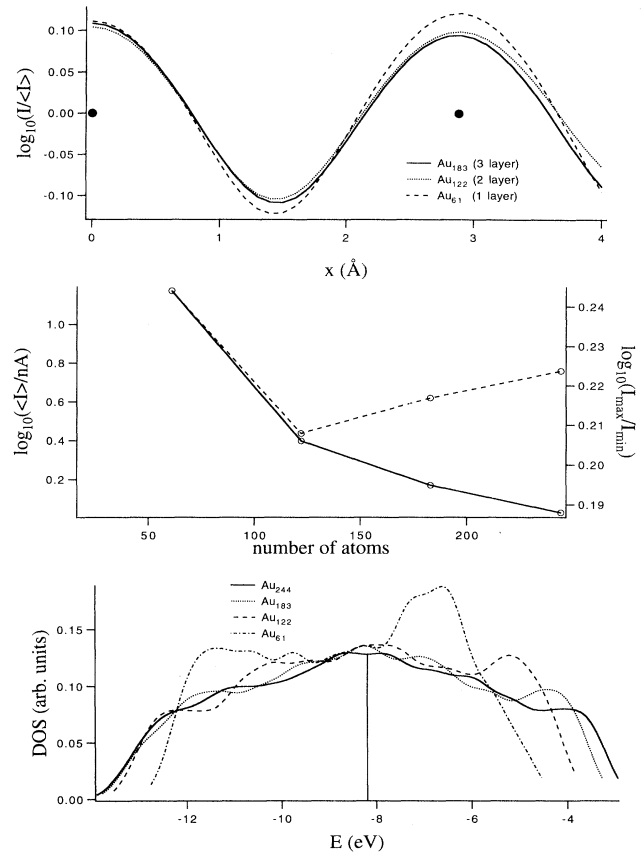 log₁₀(I/<I>)
0.10
0.05
0.00
-0.05
-0.10
Au₁₈₃ (3 layer)
Au₁₂₂ (2 layer)
Au₆₁ (1 layer)
0 1 2 3 4
x (Å)
log₁₀(<I>/nA)
1.0
0.8
0.6
0.4
0.2
0.24
0.23
0.22
0.21
0.20
0.19
log₁₀(Iₘₐₓ/Iₘᵢₙ)
50 100 150 200
number of atoms
DOS (arb. units)
0.15
0.10
0.05
0.00
Au₂₄₄
Au₁₈₃
Au₁₂₂
Au₆₁
-12 -10 -8 -6 -4
E (eV)